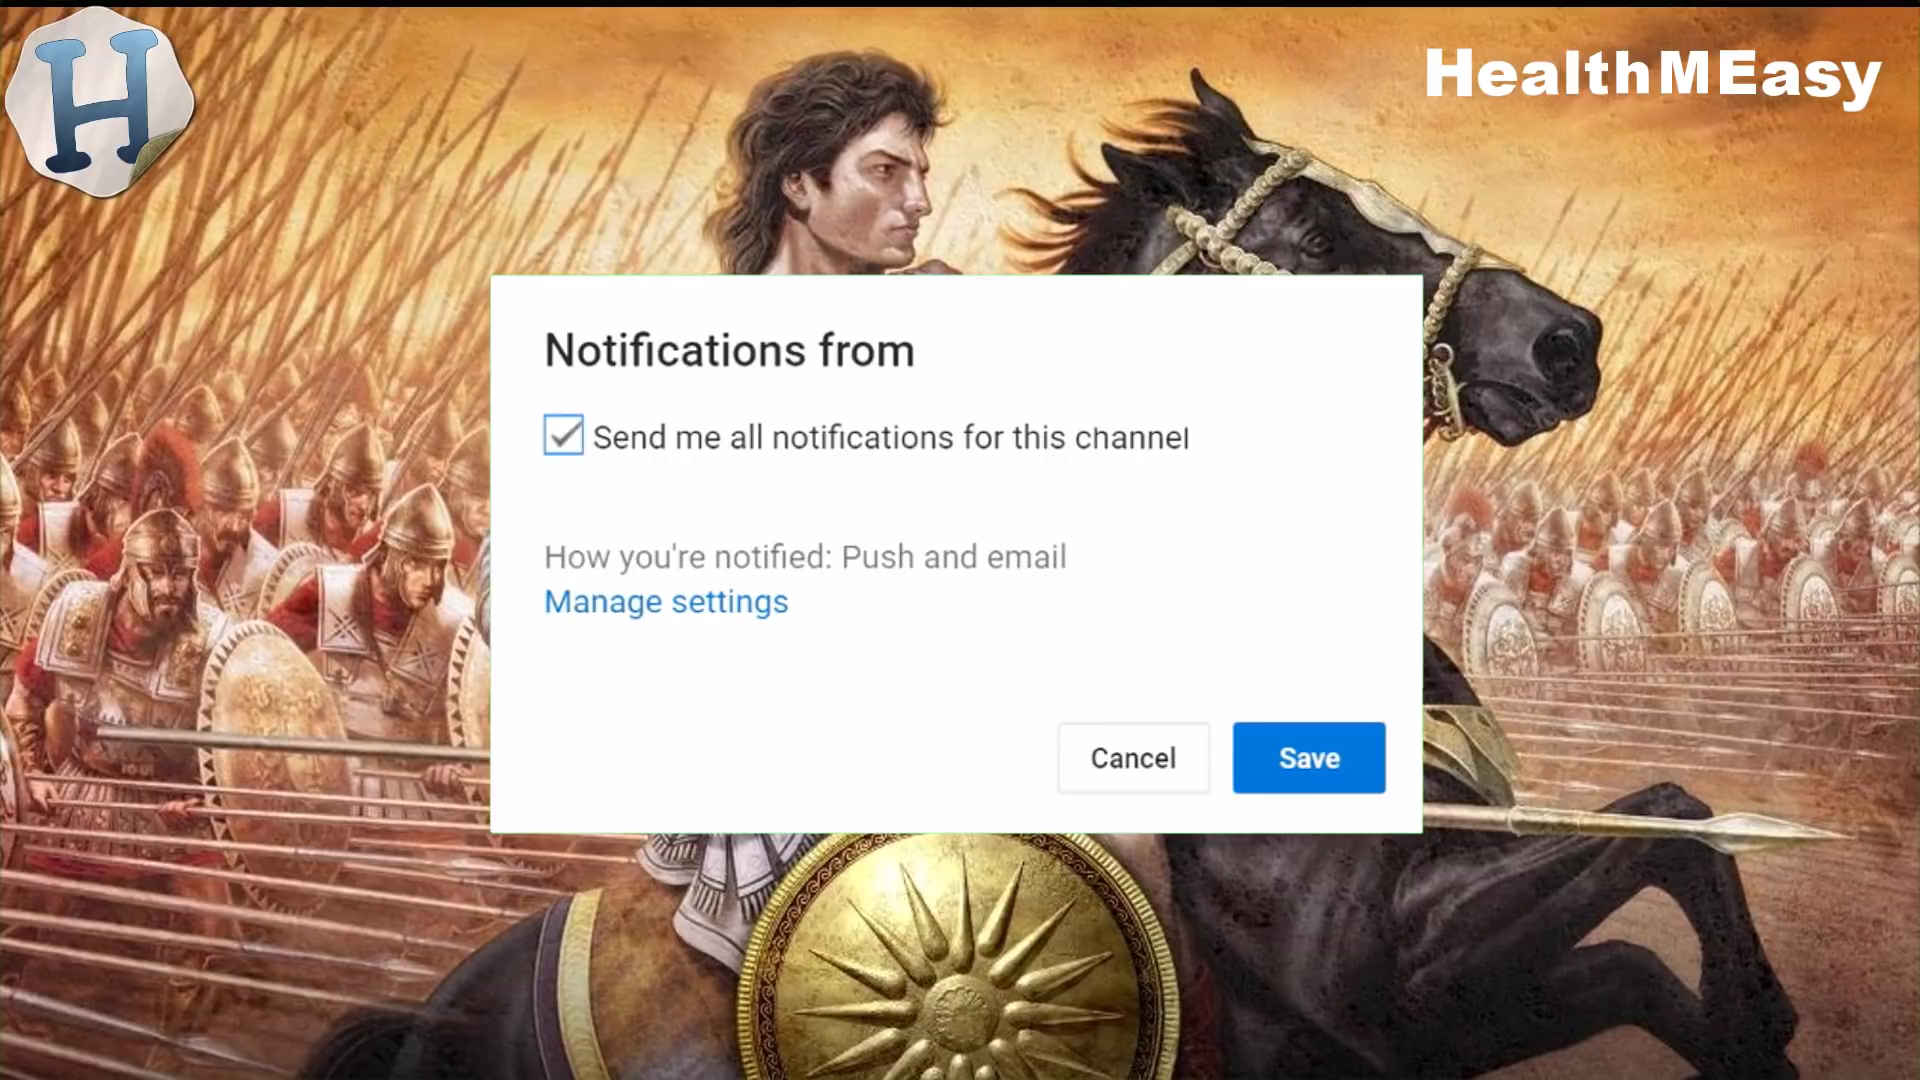 H
HealthMEasy
Notifications from
Send me all notifications for this channel
How you're notified: Push and email
Manage settings
Cancel
Save